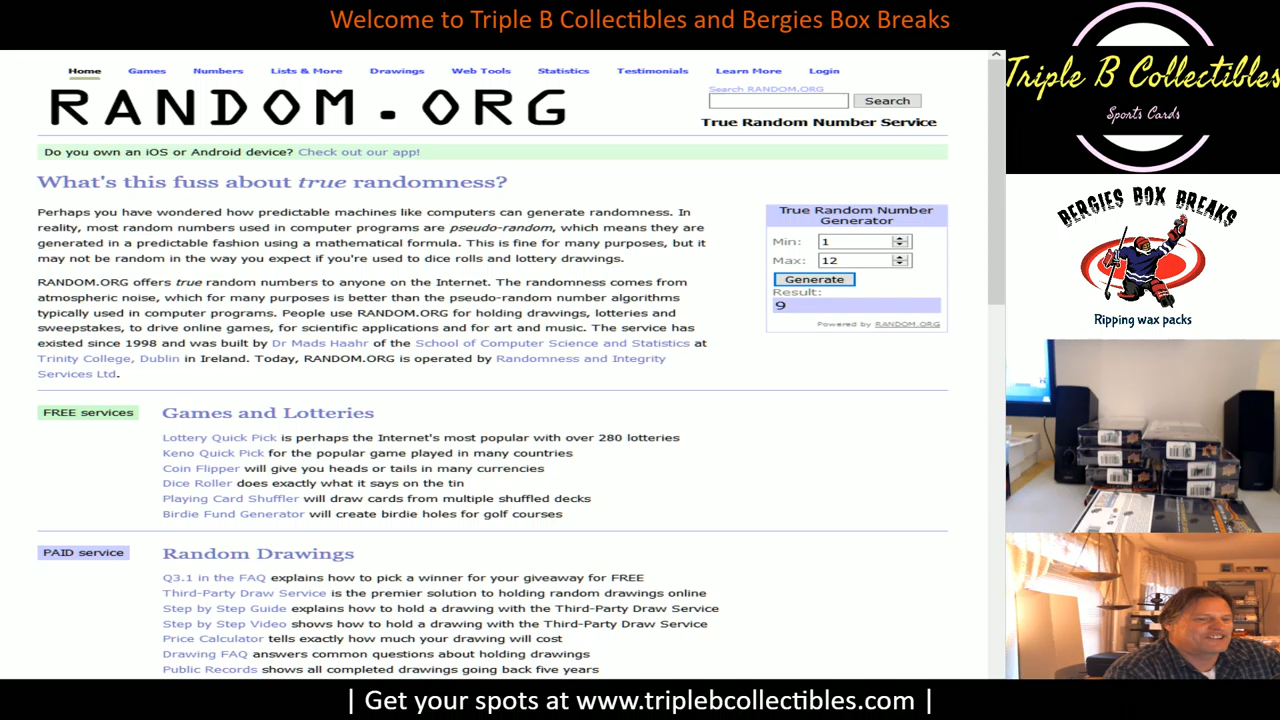 Welcome to Triple B Collectibles and Bergies Box Breaks
Home Games Numbers Lists & More Drawings Web Tools Statistics Testimonials Learn More Login
RANDOM.ORG
Search RANDOM.ORG
Search
True Random Number Service
Do you own an iOS or Android device? Check out our app!
What's this fuss about true randomness?
Perhaps you have wondered how predictable machines like computers can generate randomness. In
reality, most random numbers used in computer programs are pseudo-random, which means they are
generated in a predictable fashion using a mathematical formula. This is fine for many purposes, but it
may not be random in the way you expect if you're used to dice rolls and lottery drawings.
RANDOM.ORG offers true random numbers to anyone on the Internet. The randomness comes from
atmospheric noise, which for many purposes is better than the pseudo-random number algorithms
typically used in computer programs. People use RANDOM.ORG for holding drawings, lotteries and
sweepstakes, to drive online games, for scientific applications and for art and music. The service has
existed since 1998 and was built by Dr Mads Haahr of the School of Computer Science and Statistics at
Trinity College, Dublin in Ireland. Today, RANDOM.ORG is operated by Randomness and Integrity
Services Ltd.
True Random Number
Generator
Min: 1
Max: 12
Generate
Result:
9
Powered by RANDOM.ORG
FREE services
Games and Lotteries
Lottery Quick Pick is perhaps the Internet's most popular with over 280 lotteries
Keno Quick Pick for the popular game played in many countries
Coin Flipper will give you heads or tails in many currencies
Dice Roller does exactly what it says on the tin
Playing Card Shuffler will draw cards from multiple shuffled decks
Birdie Fund Generator will create birdie holes for golf courses
PAID service
Random Drawings
Q3.1 in the FAQ explains how to pick a winner for your giveaway for FREE
Third-Party Draw Service is the premier solution to holding random drawings online
Step by Step Guide explains how to hold a drawing with the Third-Party Draw Service
Step by Step Video shows how to hold a drawing with the Third-Party Draw Service
Price Calculator tells exactly how much your drawing will cost
Drawing FAQ answers common questions about holding drawings
Public Records shows all completed drawings going back five years
Triple B Collectibles
Sports Cards
BERGIES BOX BREAKS
Ripping wax packs
| Get your spots at www.triplebcollectibles.com |